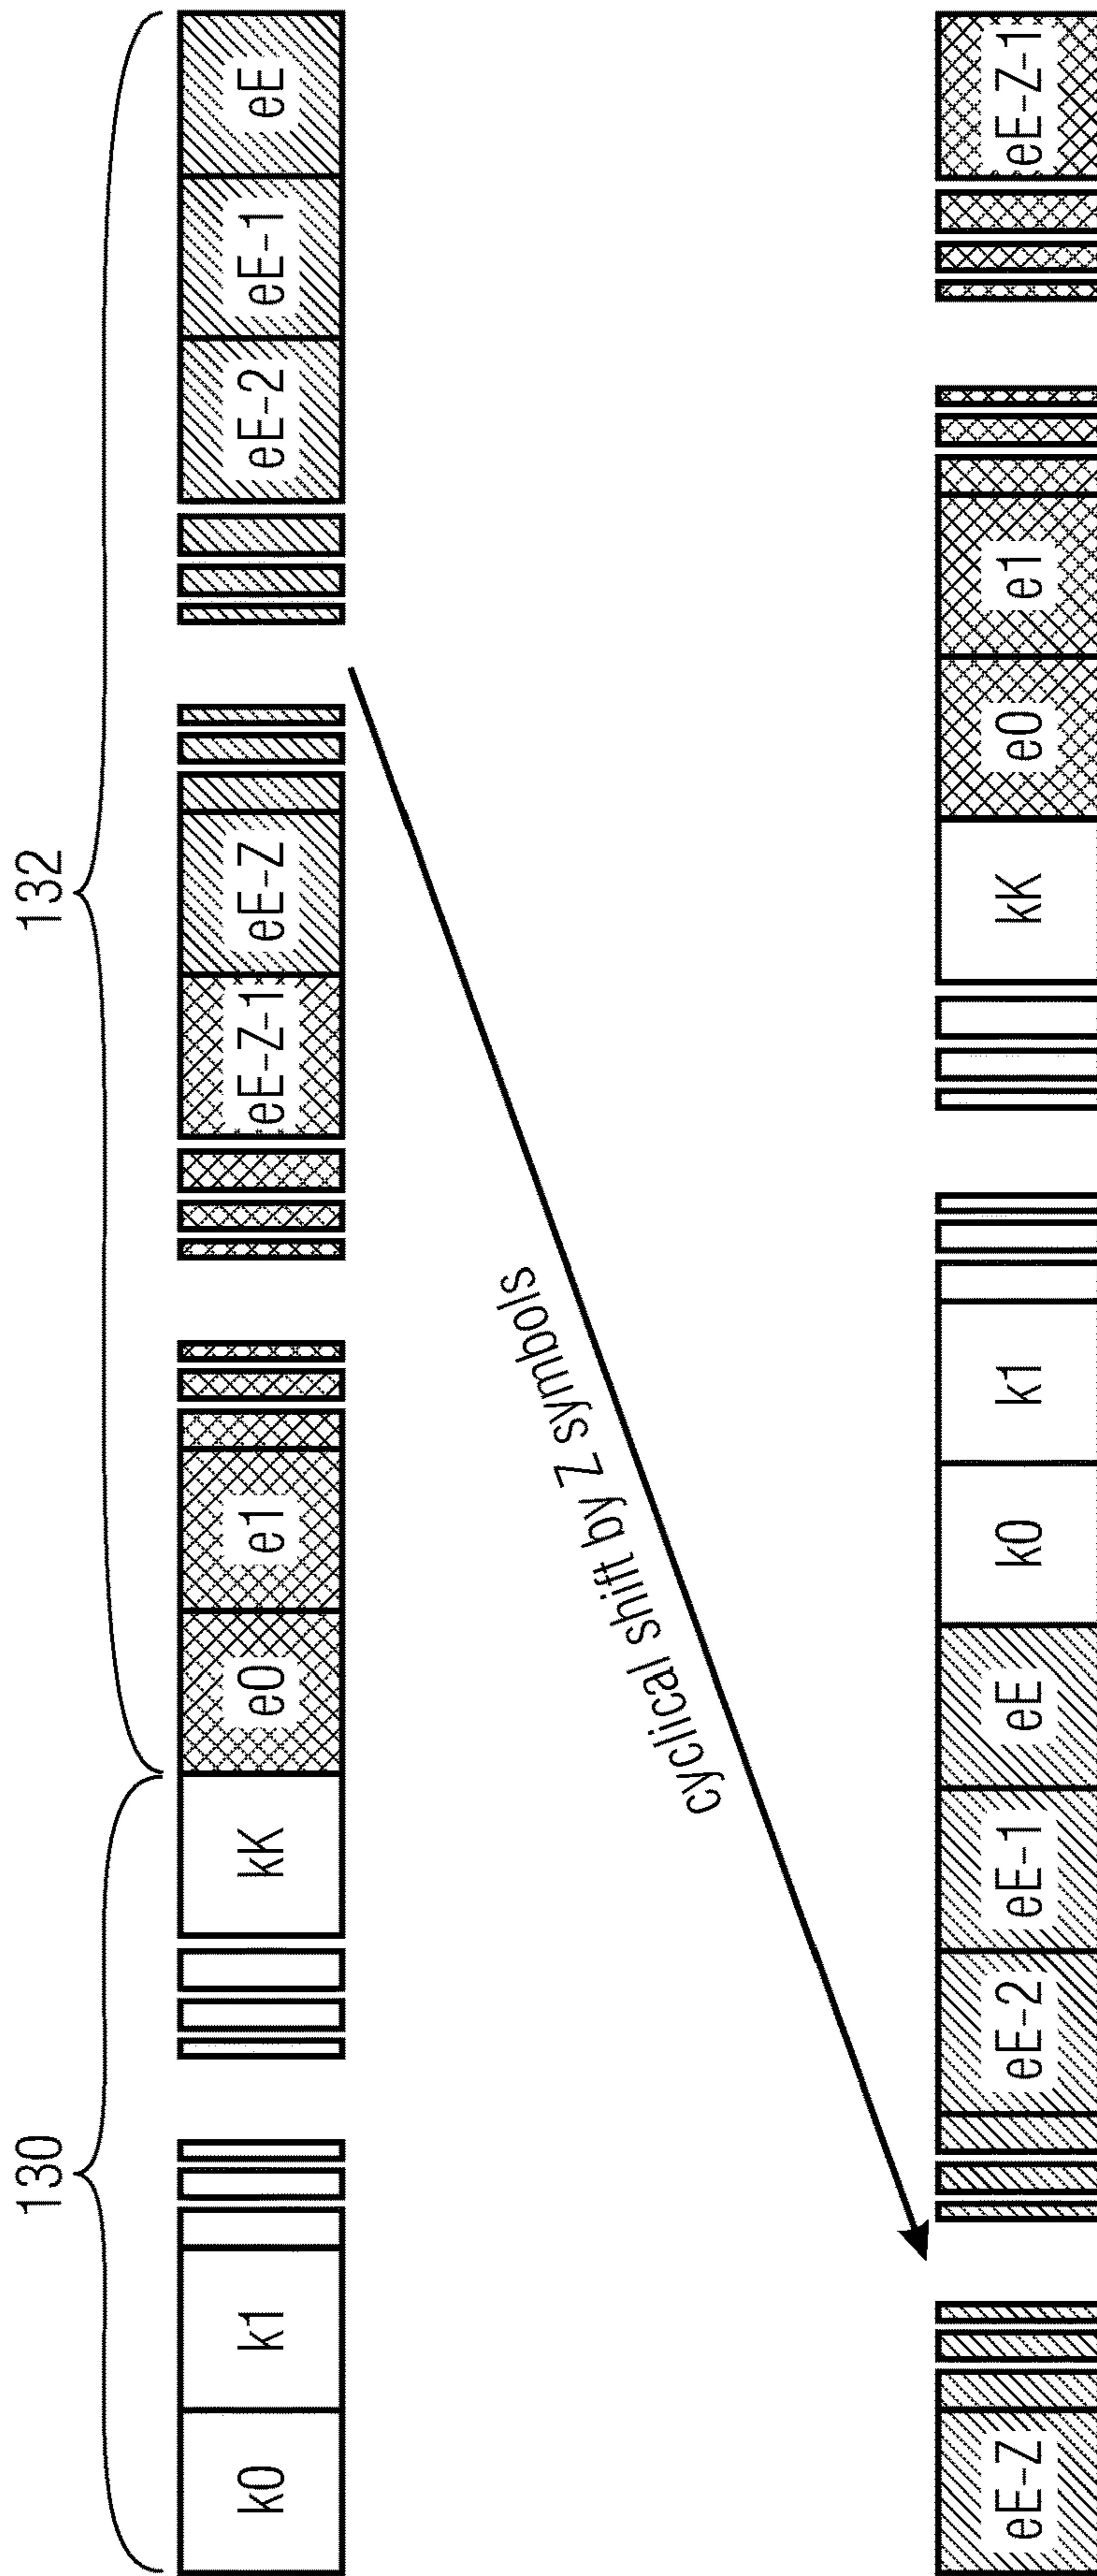 130 132
k0 k1 kK e0 e1 eE-Z-1 eE-Z eE-2 eE-1 eE
cyclical shift by Z symbols
eE-Z eE-2 eE-1 eE k0 k1 kK e0 e1 eE-Z-1